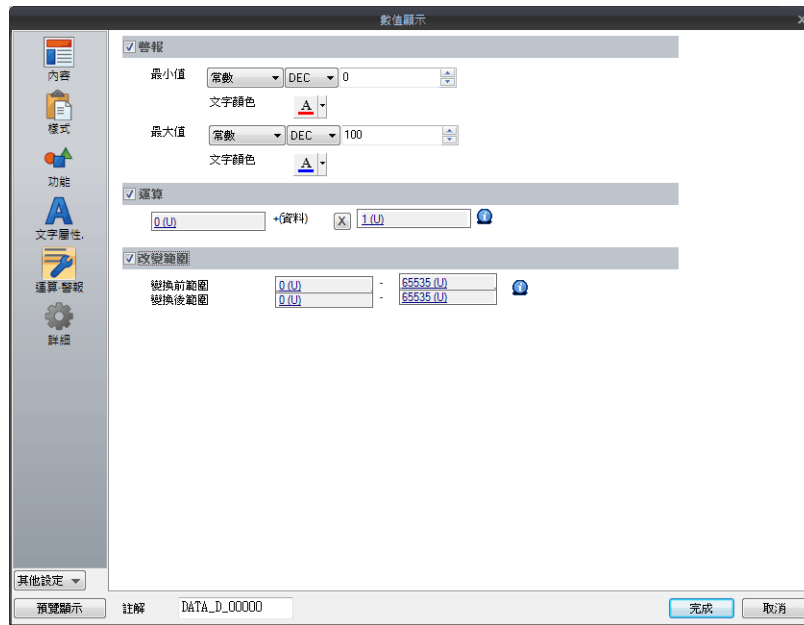 數值顯示
內容
樣式
功能
文字屬性.
運算·警報
詳細
其他設定
預覽顯示
警報
最小值 常數 DEC 0
文字顏色 A
最大值 常數 DEC 100
文字顏色 A
運算
0 (U) +(資料) X 1 (U)
改變範圍
變換前範圍 0 (U) - 65535 (U)
變換後範圍 0 (U) - 65535 (U)
註解 DATA_D_00000 完成 取消